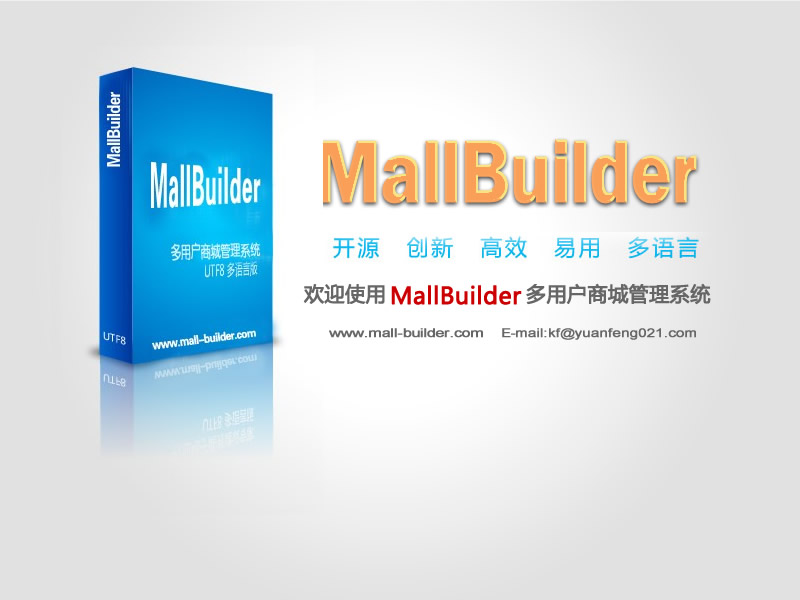 MallBuilder
MallBuilder
多用户商城管理系统
UTF8 多语言版
UTF8
www.mall-builder.com
MallBuilder
开源 创新 高效 易用 多语言
欢迎使用 MallBuilder 多用户商城管理系统
www.mall-builder.com E-mail:kf@yuanfeng021.com